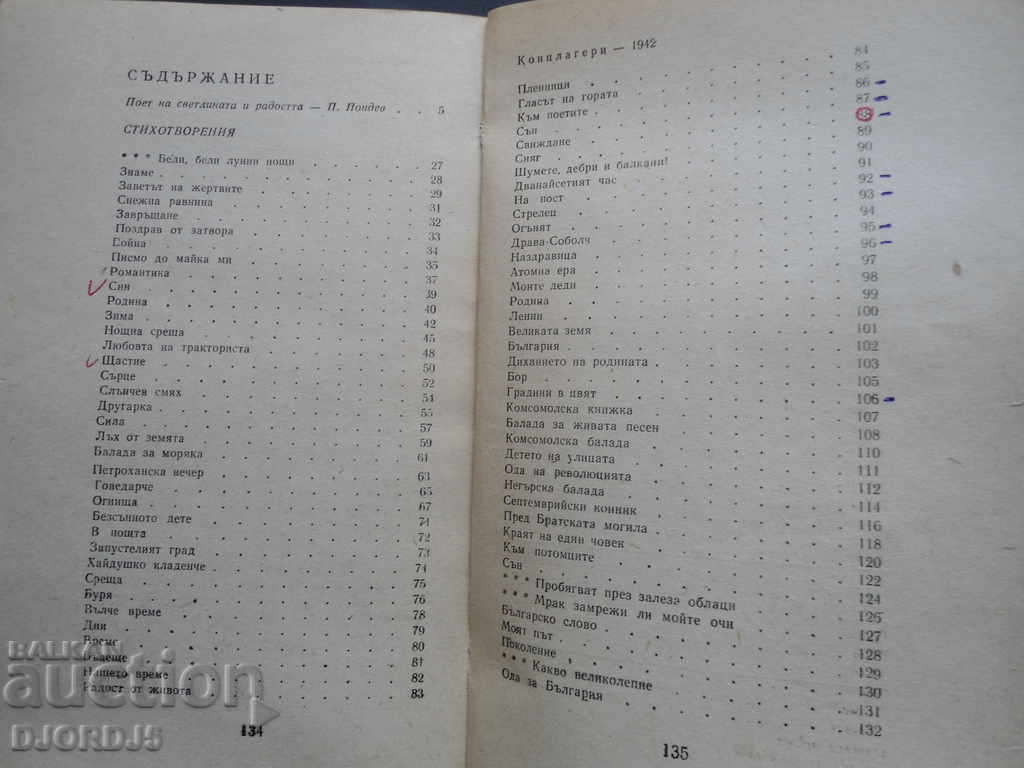 СЪДЪРЖАНИЕ
Поет на светлината и радостта — П. Пондев . 5
СТИХОТВОРЕНИЯ
* * * Бели, бели лунни нощи 27
Знаме 28
Заветът на жертвите 29
Снежна равнина 31
Завръщане 32
Поздрав от затвора 33
Война 34
Писмо до майка ми 35
Романтика 37
Син 39
Родина 40
Зима 42
Нощна среща 45
Любовта на тракториста 48
Щастие 50
Сърце 52
Слънчев смях 54
Другарка 55
Сила 57
Лъх от земята 59
Балада за моряка 61
Петроханска вечер 63
Говедарче 65
Огнища 67
Безсънното дете 71
В пощта 72
Запустелият град 73
Хайдушко кладенче 74
Среща 75
Буря 76
Вълче време 78
Дни 79
Време 80
Бъдеще 81
Нашето време 82
Радост от живота 83
134
Концлагери — 1942 84
Пленници 85
Гласът на гората 86
Към поетите 87
Сън 88
Свиждане 89
Сняг 90
Шумете, дебри и балкани! 91
Дванайсетият час 92
На пост 93
Стрелец 94
Огънят 95
Драва-Соболч 96
Наздравица 97
Атомна ера 98
Моите деди 99
Родина 100
Ленин 101
Великата земя 102
България 103
Диханието на родината 105
Бор 106
Градини в цвят 107
Комсомолска книжка 108
Балада за живата песен 110
Комсомолска балада 111
Детето на улицата 112
Ода на революцията 114
Негърска балада 116
Септемврийски конник 118
Пред Братската могила 120
Краят на един човек 122
Към потомците 124
Сън 126
* * * Пробягват през залеза облаци 127
* * * Мрак замрежи ли мойте очи 128
Българско слово 129
Моят път 130
Поколение 131
* * * Какво великолепие 132
Ода за България
135
БАЛКАН
auction
DJORDJ5